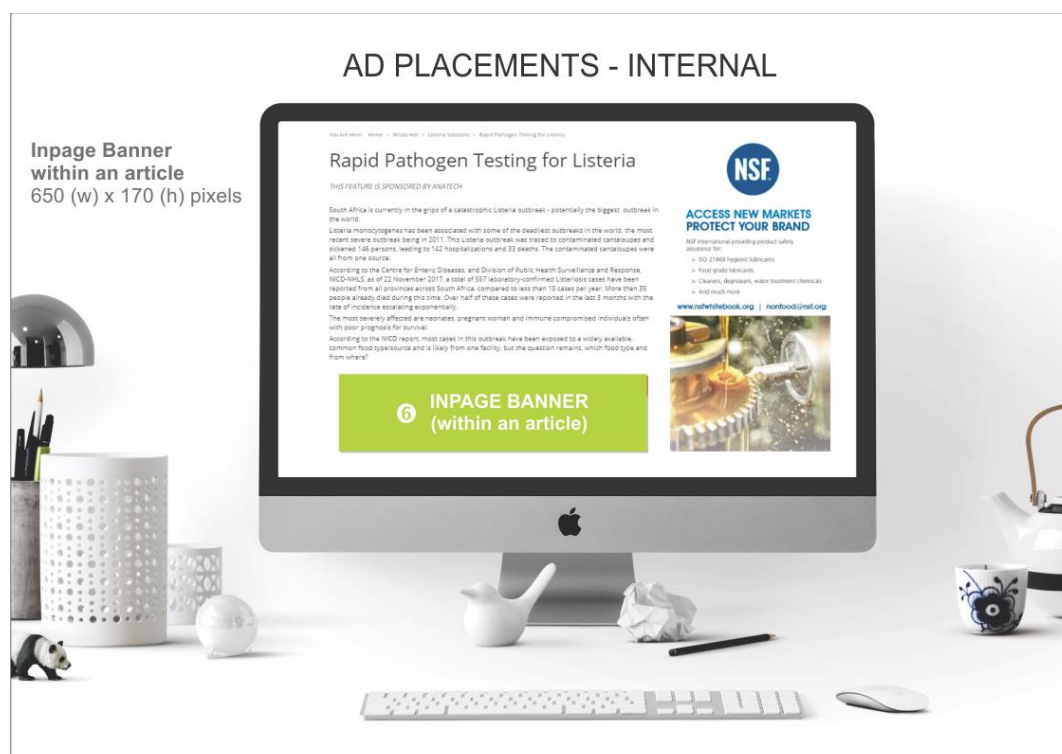 AD PLACEMENTS - INTERNAL
Inpage Banner
within an article
650 (w) x 170 (h) pixels
You Are Here: Home > What's Hot > Listeria Solutions > Rapid Pathogen Testing For Listeria
Rapid Pathogen Testing for Listeria
THIS FEATURE IS SPONSORED BY ANATECH
South Africa is currently in the grips of a catastrophic Listeria outbreak - potentially the biggest outbreak in
the world.
Listeria monocytogenes has been associated with some of the deadliest outbreaks in the world, the most
recent severe outbreak being in 2011. This Listeria outbreak was traced to contaminated cantaloupes and
sickened 146 persons, leading to 142 hospitalizations and 33 deaths. The contaminated cantaloupes were
all from one source.
According to the Centre for Enteric Diseases, and Division of Public Health Surveillance and Response,
NICD-NHLS, as of 22 November 2017, a total of 557 laboratory-confirmed Listeriosis cases have been
reported from all provinces across South Africa, compared to less than 10 cases per year. More than 35
people already died during this time. Over half of these cases were reported in the last 3 months with the
rate of incidence escalating exponentially.
The most severely affected are neonates, pregnant woman and immune compromised individuals often
with poor prognosis for survival.
According to the NICD report, most cases in this outbreak have been exposed to a widely available,
common food type/source and is likely from one facility, but the question remains, which food type and
from where?
6 INPAGE BANNER
(within an article)
NSF
ACCESS NEW MARKETS
PROTECT YOUR BRAND
NSF International providing product safety
assurance for:
> ISO 21469 hygienic lubricants
> Food grade lubricants
> Cleaners, degreasers, water treatment chemicals
> And much more
www.nsfwhitebook.org | nonfood@nsf.org